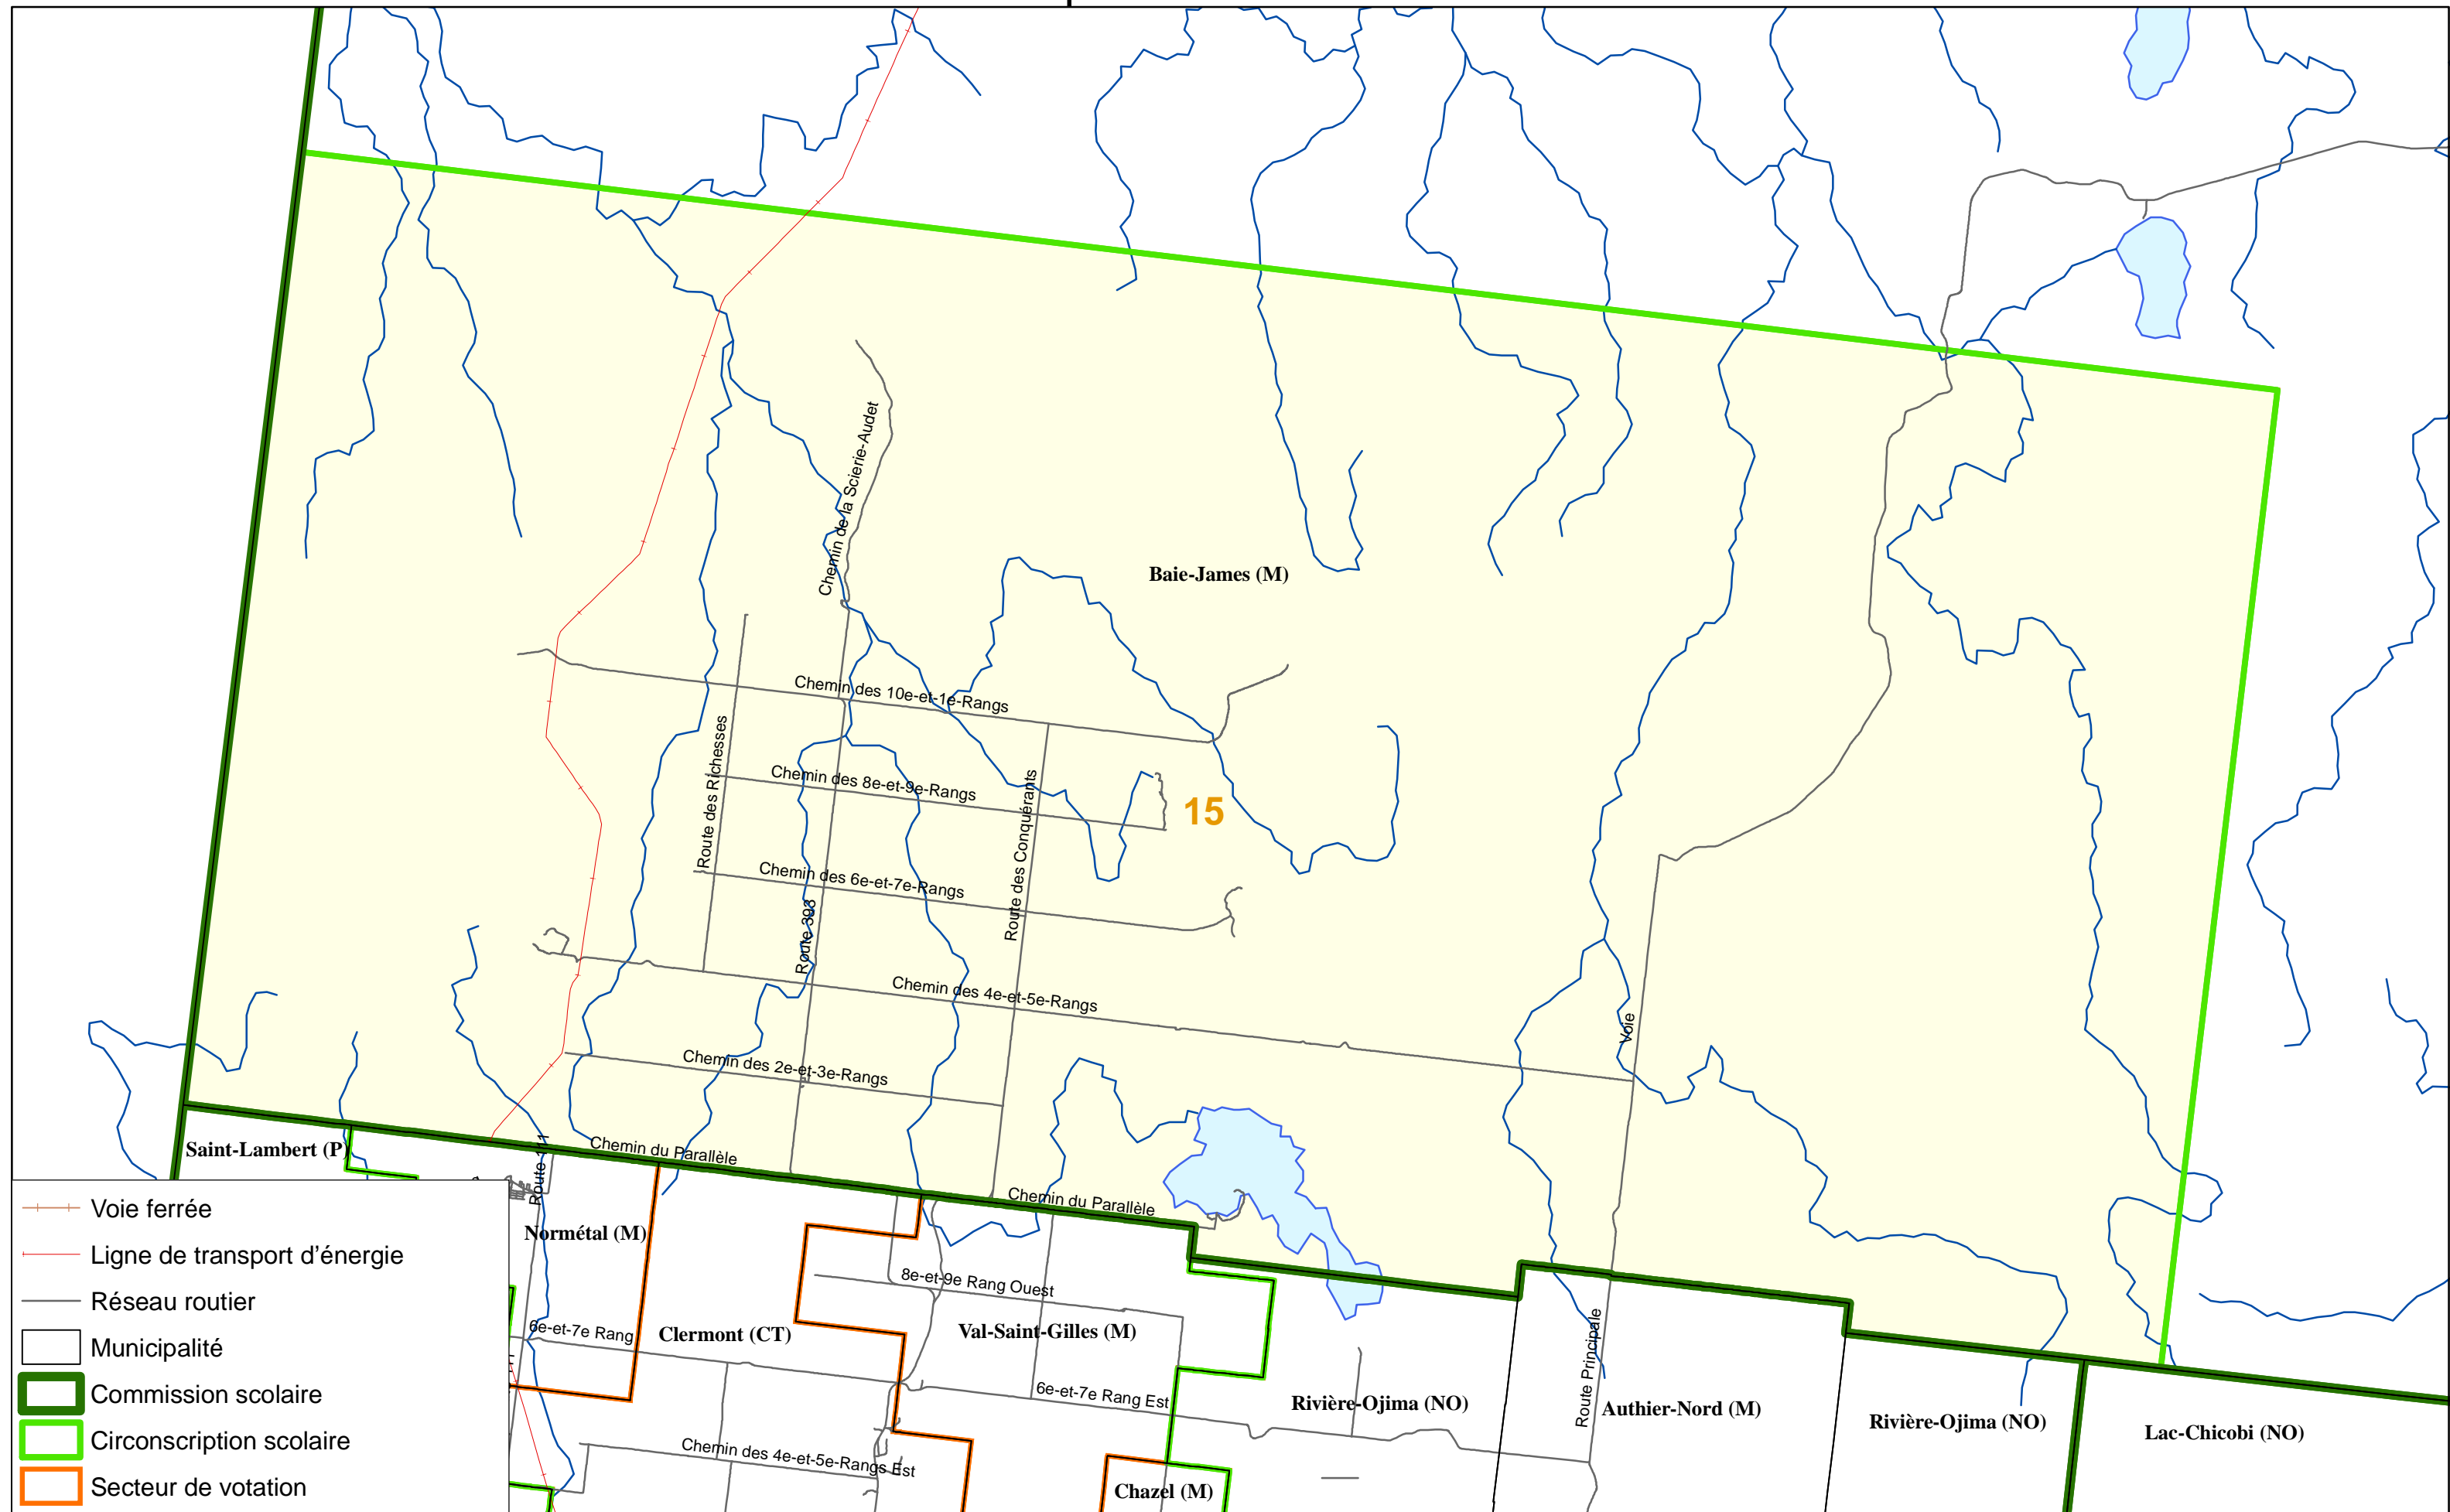 Chemin de la Scierie-Audet
Baie-James (M)
Chemin des 10e-et-1e-Rangs
Route des Richesses
Chemin des 8e-et-9e-Rangs
Route des Conquérants
15
Chemin des 6e-et-7e-Rangs
Route 393
Chemin des 4e-et-5e-Rangs
Voie
Chemin des 2e-et-3e-Rangs
Saint-Lambert (P)
Route 111
Chemin du Parallèle
Chemin du Parallèle
Normétal (M)
8e-et-9e Rang Ouest
6e-et-7e Rang
Clermont (CT)
Val-Saint-Gilles (M)
Route Principale
6e-et-7e Rang Est
Rivière-Ojima (NO)
Authier-Nord (M)
Rivière-Ojima (NO)
Lac-Chicobi (NO)
Chemin des 4e-et-5e-Rangs Est
Chazel (M)
Voie ferrée
Ligne de transport d’énergie
Réseau routier
Municipalité
Commission scolaire
Circonscription scolaire
Secteur de votation